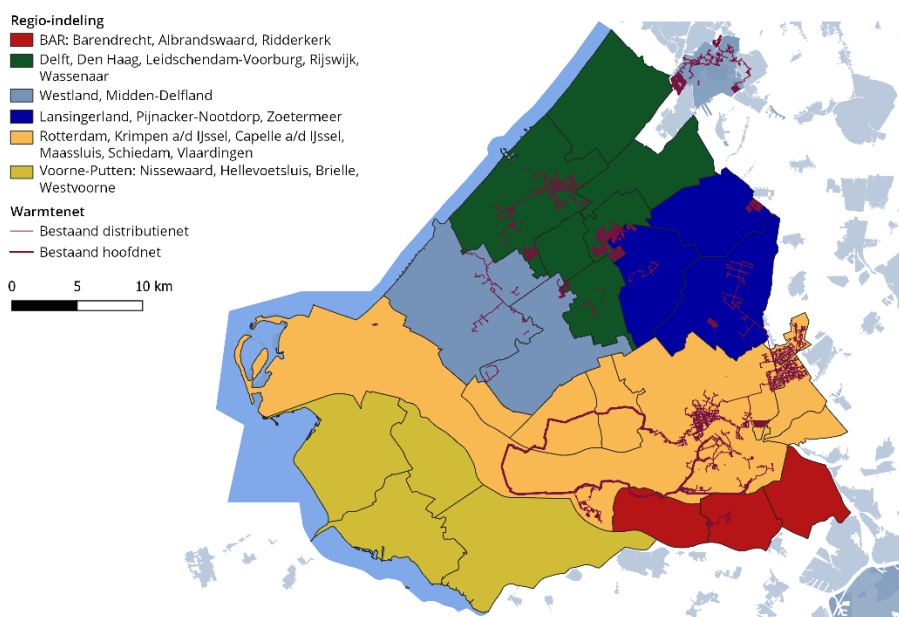 Regio-indeling
BAR: Barendrecht, Albrandswaard, Ridderkerk
Delft, Den Haag, Leidschendam-Voorburg, Rijswijk,
Wassenaar
Westland, Midden-Delfland
Lansingerland, Pijnacker-Nootdorp, Zoetermeer
Rotterdam, Krimpen a/d IJssel, Capelle a/d IJssel,
Maassluis, Schiedam, Vlaardingen
Voorne-Putten: Nissewaard, Hellevoetsluis, Brielle,
Westvoorne
Warmtenet
Bestaand distributienet
Bestaand hoofdnet
0 5 10 km